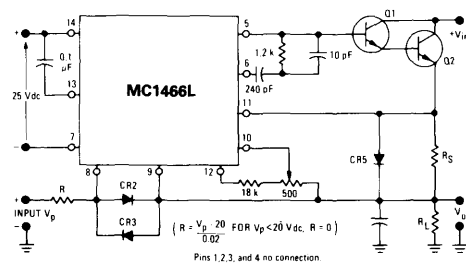 14
5
Q1
+Vin
+
0.1
µF
1.2 k
10 pF
Q2
6
25 Vdc
240 pF
13
MC1466L
11
7
10
CR5
RS
8
9
12
+
R
CR2
18 k
500
+
INPUT Vp
Vo
CR3
( R = Vp - 20 / 0.02 FOR Vp < 20 Vdc, R = 0 )
RL
Pins 1,2,3, and 4 no connection.